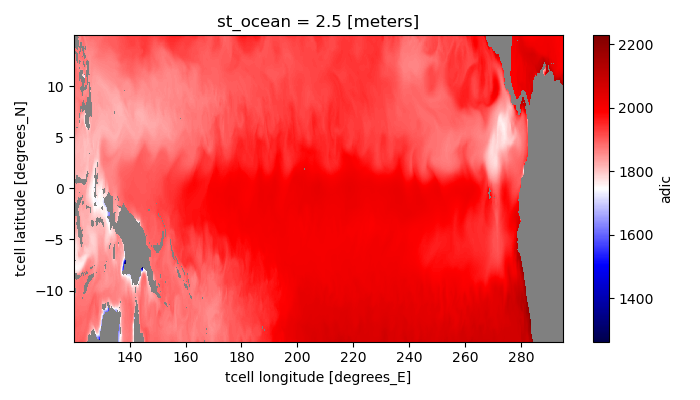 st_ocean = 2.5 [meters]
10
5
0
−5
−10
tcell latitude [degrees_N]
140 160 180 200 220 240 260 280
tcell longitude [degrees_E]
2200
2000
1800
1600
1400
adic